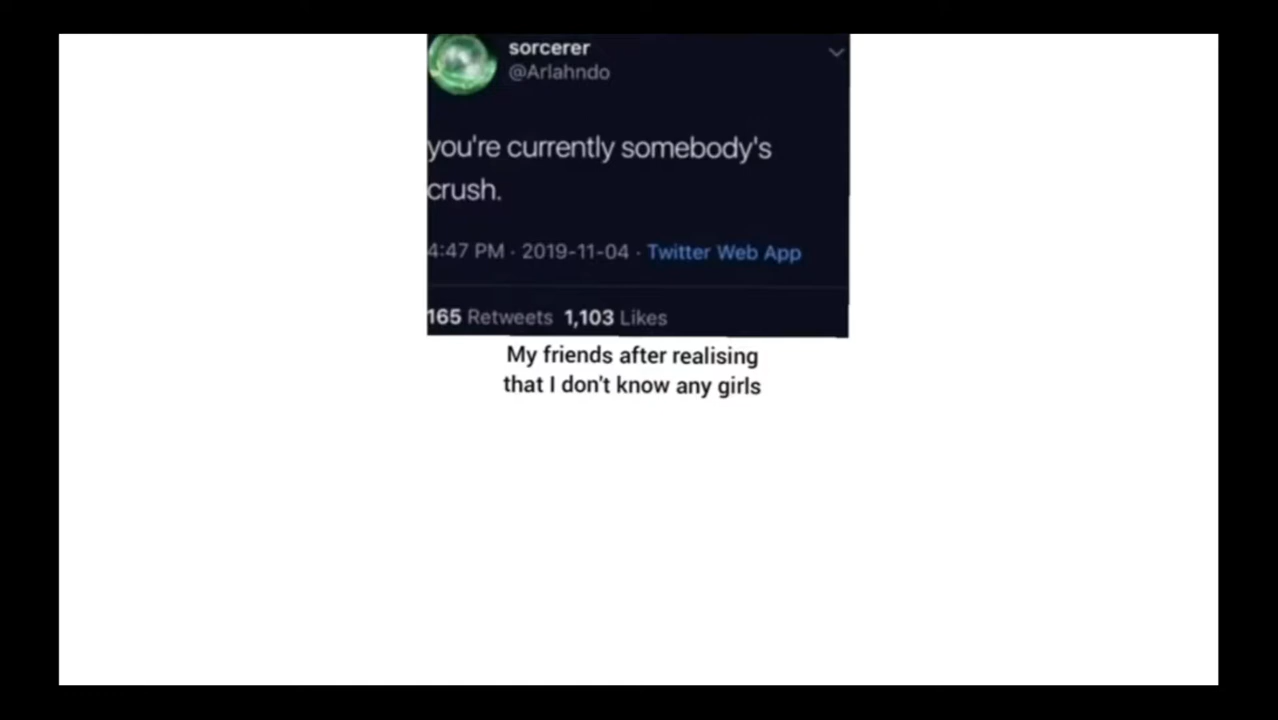 sorcerer
@Arlahndo
you're currently somebody's
crush.
4:47 PM · 2019-11-04 · Twitter Web App
165 Retweets 1,103 Likes
My friends after realising
that I don't know any girls